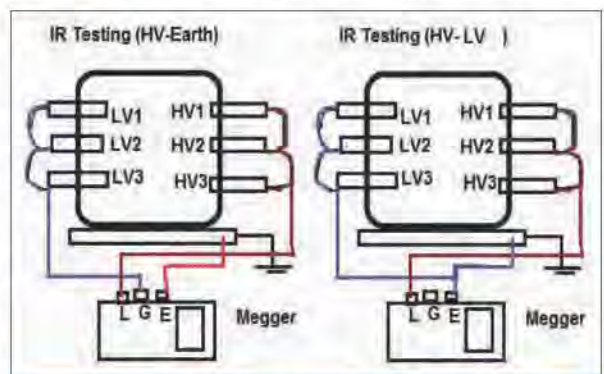 IR Testing (HV-Earth)
LV1 HV1
LV2 HV2
LV3 HV3
L G E
Megger
IR Testing (HV- LV )
LV1 HV1
LV2 HV2
LV3 HV3
L G E
Megger